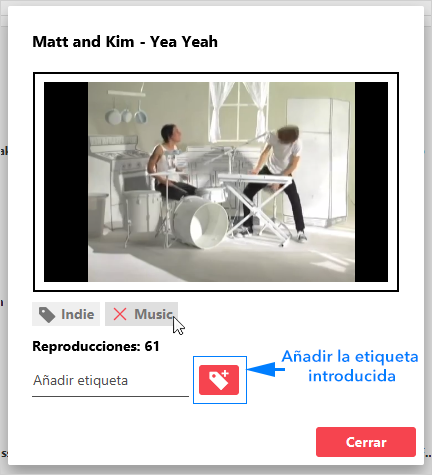 Matt and Kim - Yea Yeah
Indie
Music
Reproducciones: 61
Añadir etiqueta
Añadir la etiqueta
introducida
Cerrar